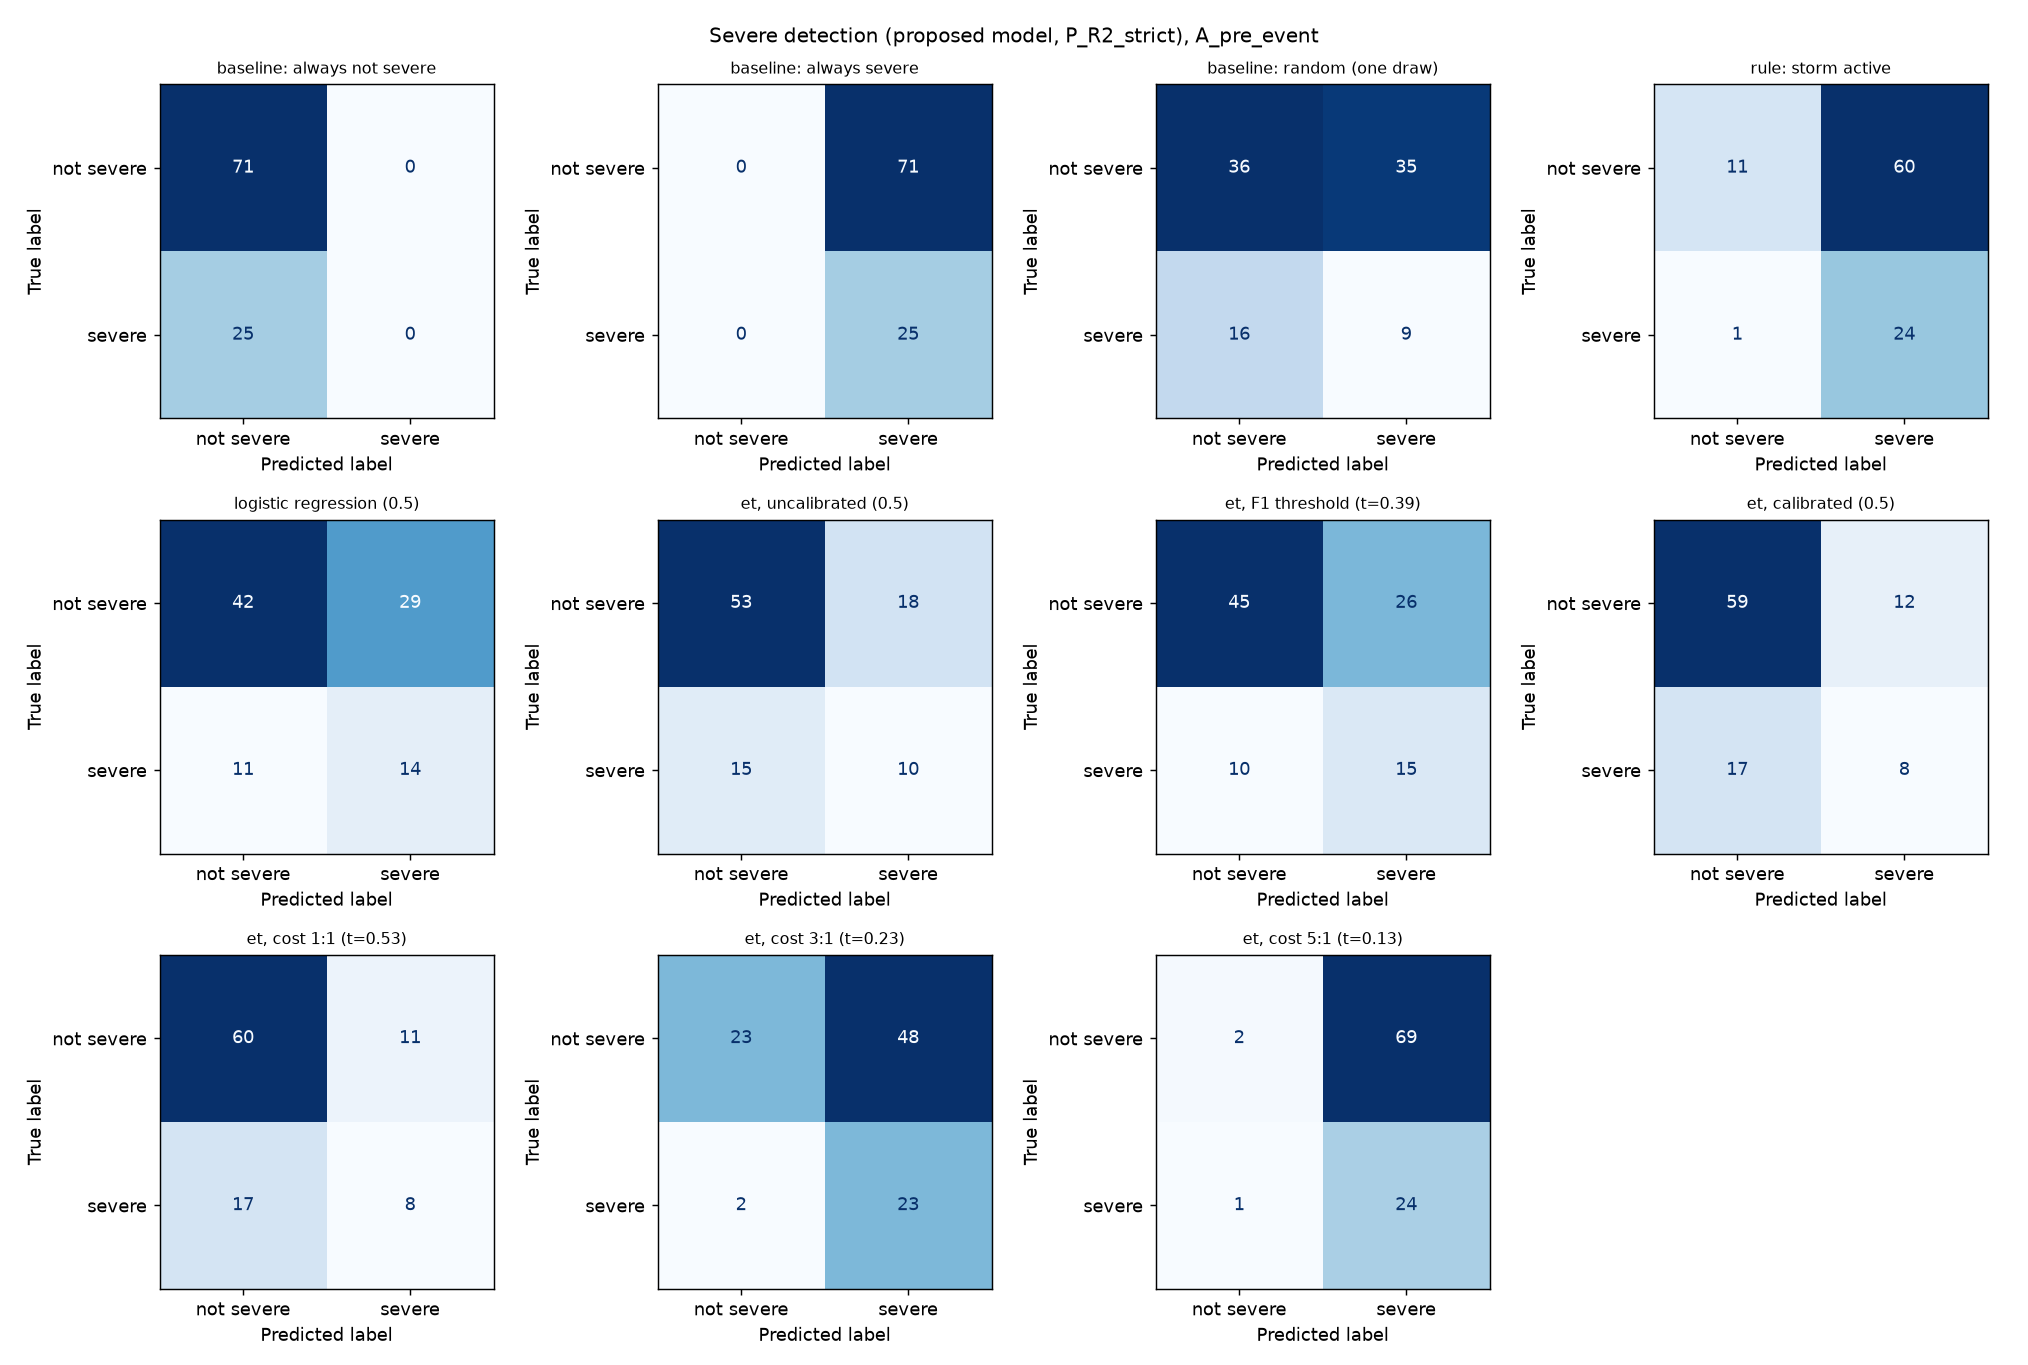 Severe detection (proposed model, P_R2_strict), A_pre_event
baseline: always not severe
True label
not severe
71
0
severe
25
0
not severe severe
Predicted label
baseline: always severe
True label
not severe
0
71
severe
0
25
not severe severe
Predicted label
baseline: random (one draw)
True label
not severe
36
35
severe
16
9
not severe severe
Predicted label
rule: storm active
True label
not severe
11
60
severe
1
24
not severe severe
Predicted label
logistic regression (0.5)
True label
not severe
42
29
severe
11
14
not severe severe
Predicted label
et, uncalibrated (0.5)
True label
not severe
53
18
severe
15
10
not severe severe
Predicted label
et, F1 threshold (t=0.39)
True label
not severe
45
26
severe
10
15
not severe severe
Predicted label
et, calibrated (0.5)
True label
not severe
59
12
severe
17
8
not severe severe
Predicted label
et, cost 1:1 (t=0.53)
True label
not severe
60
11
severe
17
8
not severe severe
Predicted label
et, cost 3:1 (t=0.23)
True label
not severe
23
48
severe
2
23
not severe severe
Predicted label
et, cost 5:1 (t=0.13)
True label
not severe
2
69
severe
1
24
not severe severe
Predicted label